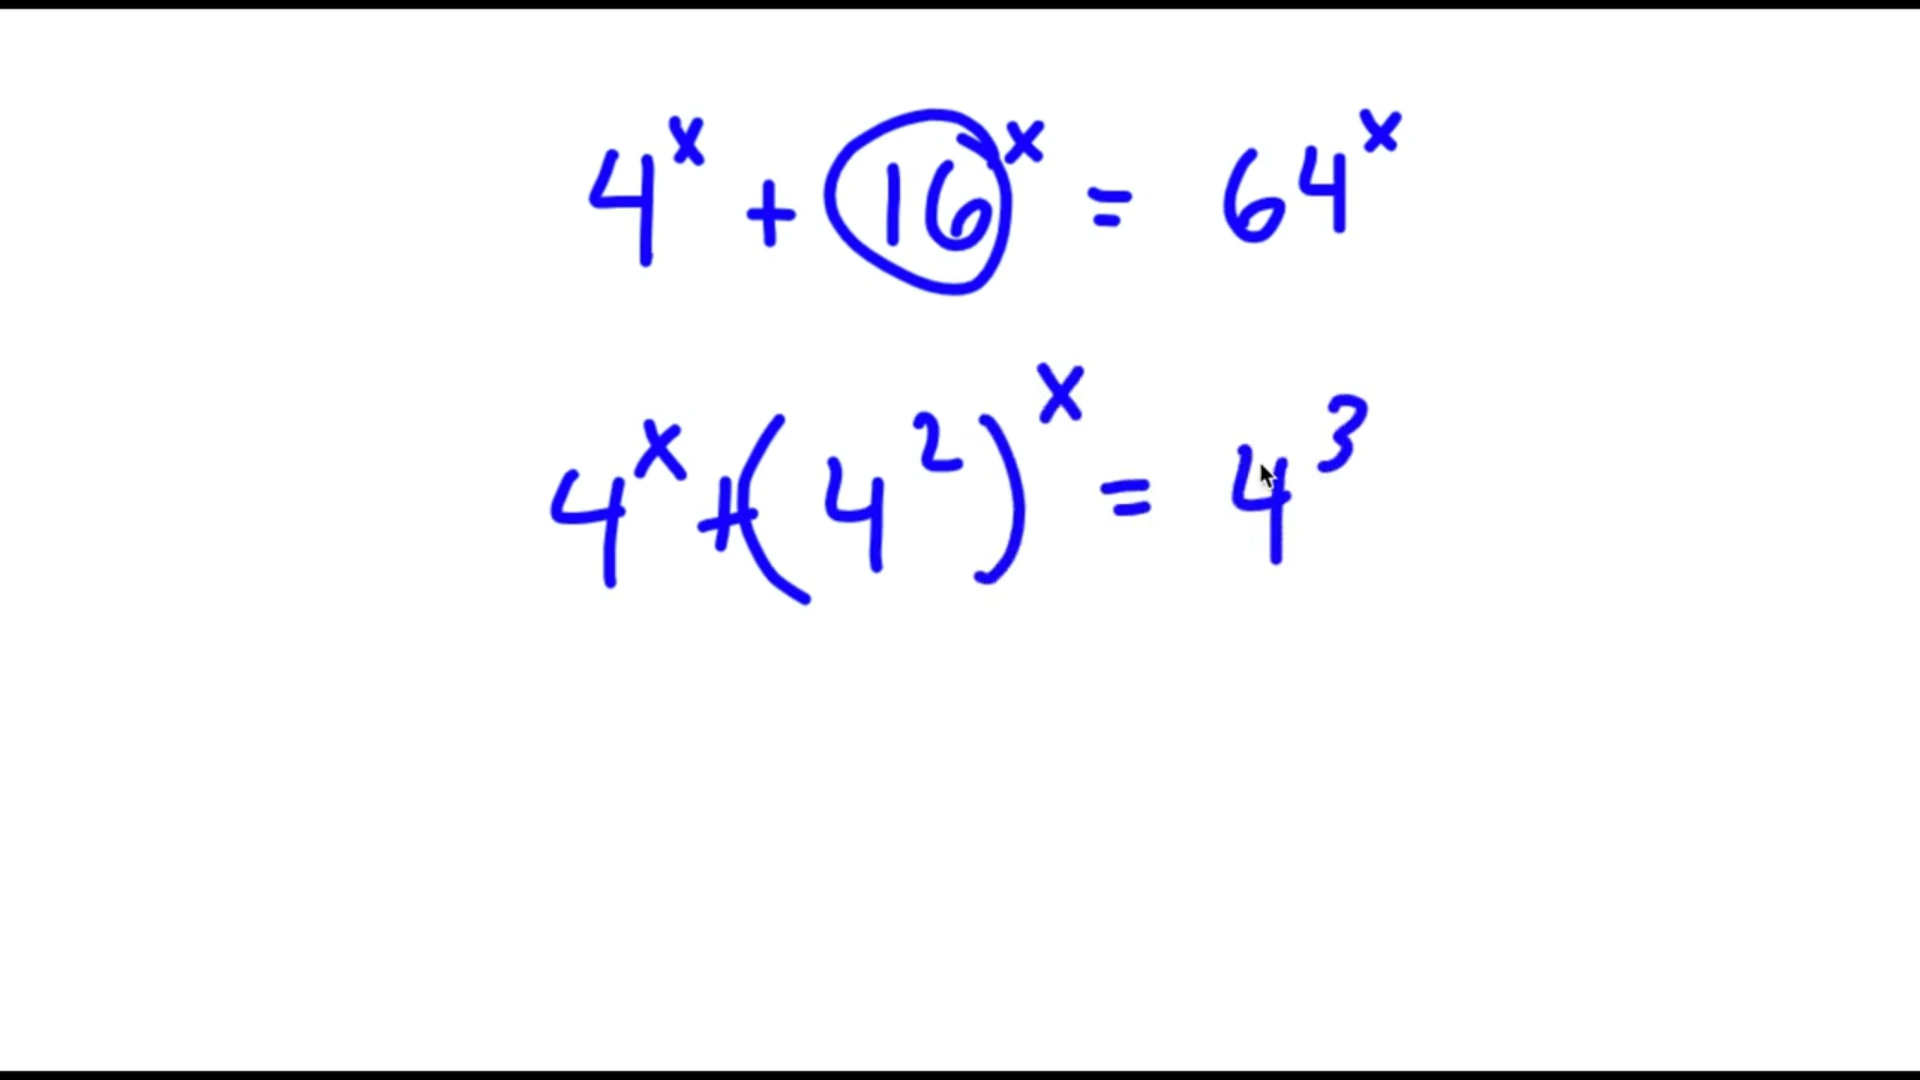 4^x + 16^x = 64^x
4^x + (4^2)^x = 4^3